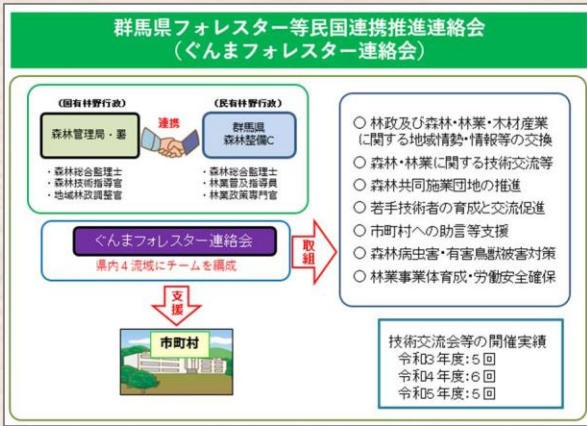 群馬県フォレスター等民国連携推進連絡会
(ぐんまフォレスター連絡会)
(国有林野行政)
森林管理局・署
・森林総合監理士
・森林技術指導官
・地域林政調整官
連携
(民有林野行政)
群馬県
森林整備C
・森林総合監理士
・林業普及指導員
・林業政策専門官
ぐんまフォレスター連絡会
県内4流域にチームを編成
取組
支援
市町村
○ 林政及び森林・林業・木材産業
に関する地域情勢・情報等の交換
○ 森林・林業に関する技術交流等
○ 森林共同施業団地の推進
○ 若手技術者の育成と交流促進
○ 市町村への助言等支援
○ 森林病虫害・有害鳥獣被害対策
○ 林業事業体育成・労働安全確保
技術交流会等の開催実績
令和3年度:5回
令和4年度:6回
令和5年度:5回